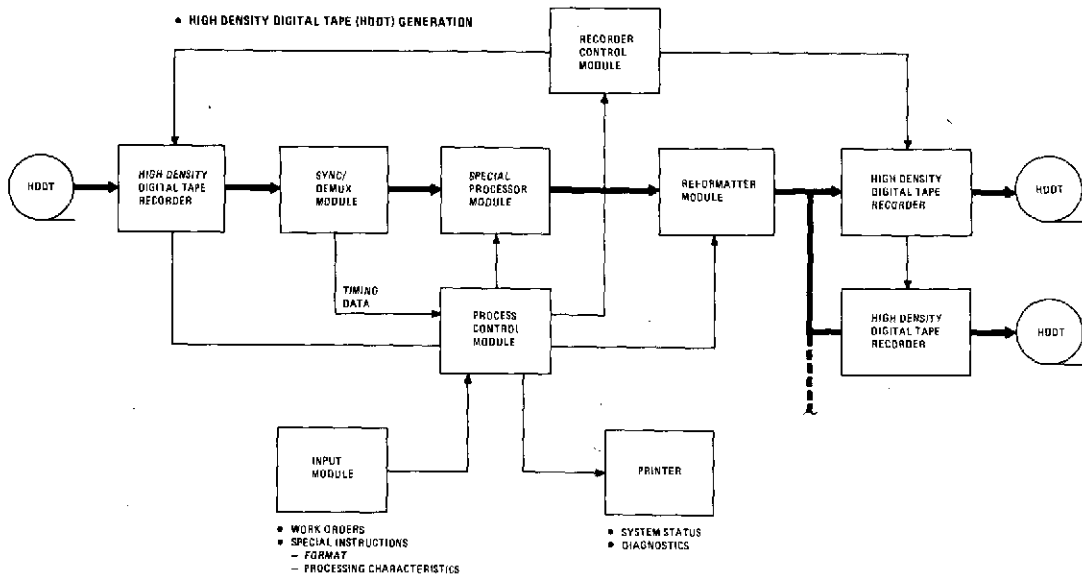 • HIGH DENSITY DIGITAL TAPE (HDDT) GENERATION
RECORDER
CONTROL
MODULE
HDDT
HIGH DENSITY
DIGITAL TAPE
RECORDER
SYNC/
DEMUX
MODULE
SPECIAL
PROCESSOR
MODULE
REFORMATTER
MODULE
HIGH DENSITY
DIGITAL TAPE
RECORDER
HDDT
TIMING
DATA
PROCESS
CONTROL
MODULE
HIGH DENSITY
DIGITAL TAPE
RECORDER
HDDT
INPUT
MODULE
PRINTER
• WORK ORDERS
• SPECIAL INSTRUCTIONS
– FORMAT
– PROCESSING CHARACTERISTICS
• SYSTEM STATUS
• DIAGNOSTICS